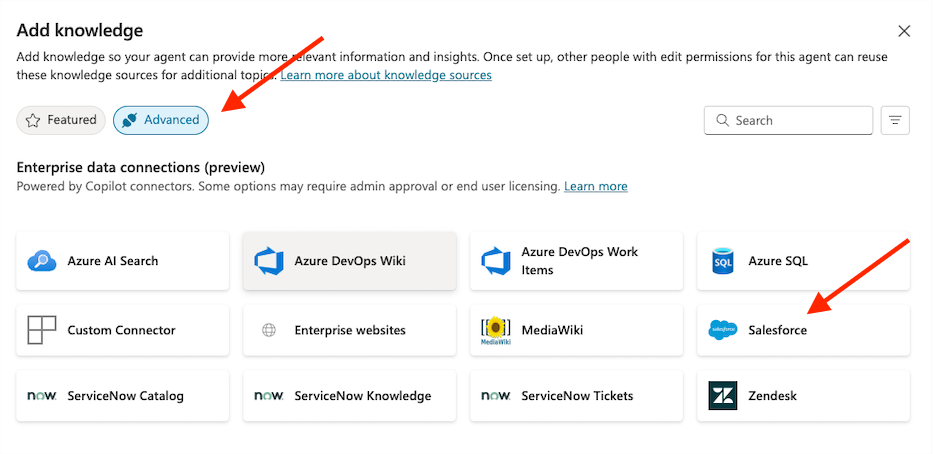 Add knowledge
Add knowledge so your agent can provide more relevant information and insights. Once set up, other people with edit permissions for this agent can reuse
these knowledge sources for additional topics. Learn more about knowledge sources
Featured
Advanced
Search
Enterprise data connections (preview)
Powered by Copilot connectors. Some options may require admin approval or end user licensing. Learn more
Azure AI Search
Azure DevOps Wiki
Azure DevOps Work
Items
SQL
Azure SQL
Custom Connector
Enterprise websites
[[ ]]
MediaWiki
MediaWiki
salesforce
Salesforce
now.
ServiceNow Catalog
now.
ServiceNow Knowledge
now.
ServiceNow Tickets
Zendesk